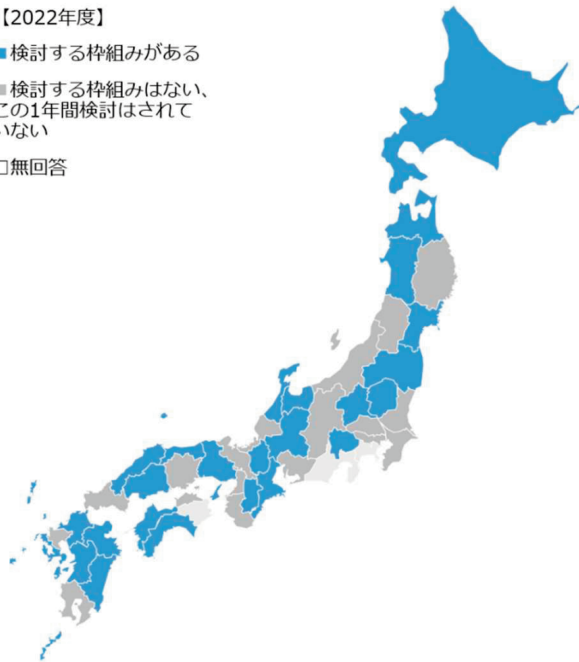 【2022年度】
■検討する枠組みがある
■検討する枠組みはない、
この1年間検討はされて
いない
□無回答